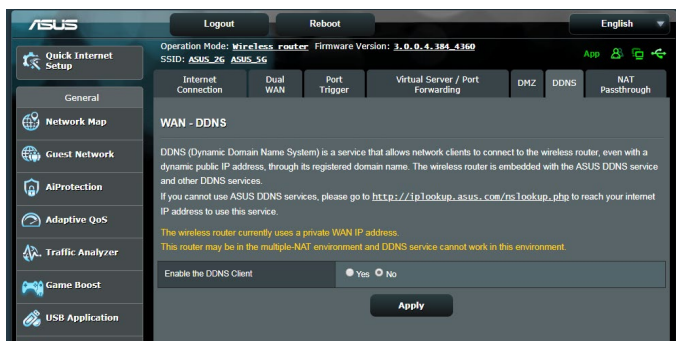 ASUS
Logout
Reboot
English
Quick Internet
Setup
General
Network Map
Guest Network
AiProtection
Adaptive QoS
Traffic Analyzer
Game Boost
USB Application
Operation Mode: Wireless router Firmware Version: 3.0.0.4.384_4360
SSID: ASUS_2G ASUS_5G
App
Internet
Connection
Dual
WAN
Port
Trigger
Virtual Server / Port
Forwarding
DMZ
DDNS
NAT
Passthrough
WAN - DDNS
DDNS (Dynamic Domain Name System) is a service that allows network clients to connect to the wireless router, even with a
dynamic public IP address, through its registered domain name. The wireless router is embedded with the ASUS DDNS service
and other DDNS services.
If you cannot use ASUS DDNS services, please go to http://iplookup.asus.com/nslookup.php to reach your internet
IP address to use this service.
The wireless router currently uses a private WAN IP
address.
This router may be in the multiple-NAT environment and DDNS service cannot work in this environment.
Enable the DDNS Client
Yes No
Apply